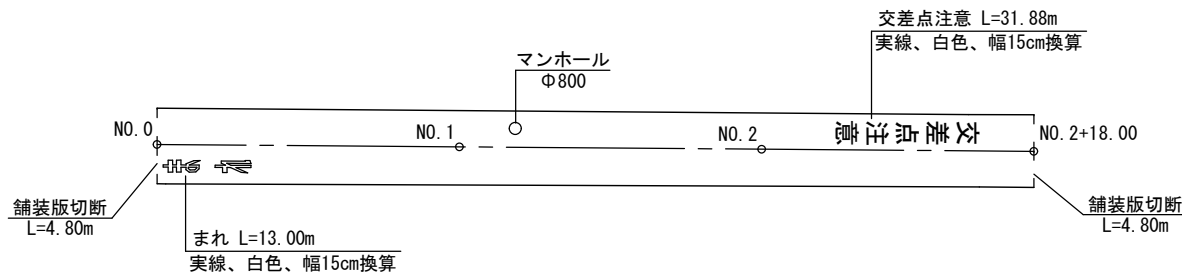 交差点注意 L=31.88m
実線、白色、幅15cm換算
マンホール
Φ800
NO.0
NO.1
NO.2
交差点注意
NO.2+18.00
まれ
舗装版切断
L=4.80m
舗装版切断
L=4.80m
まれ L=13.00m
実線、白色、幅15cm換算